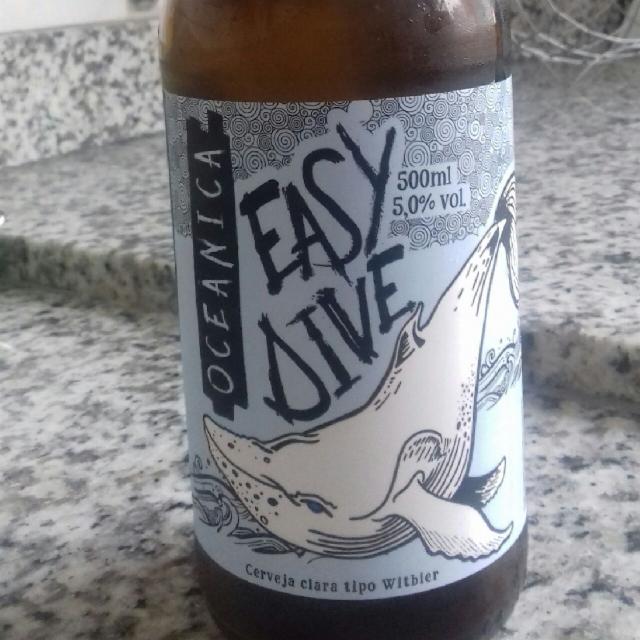 OCEANICA
EASY
DIVE
500ml
5,0% vol.
Cerveja clara tipo Witbier